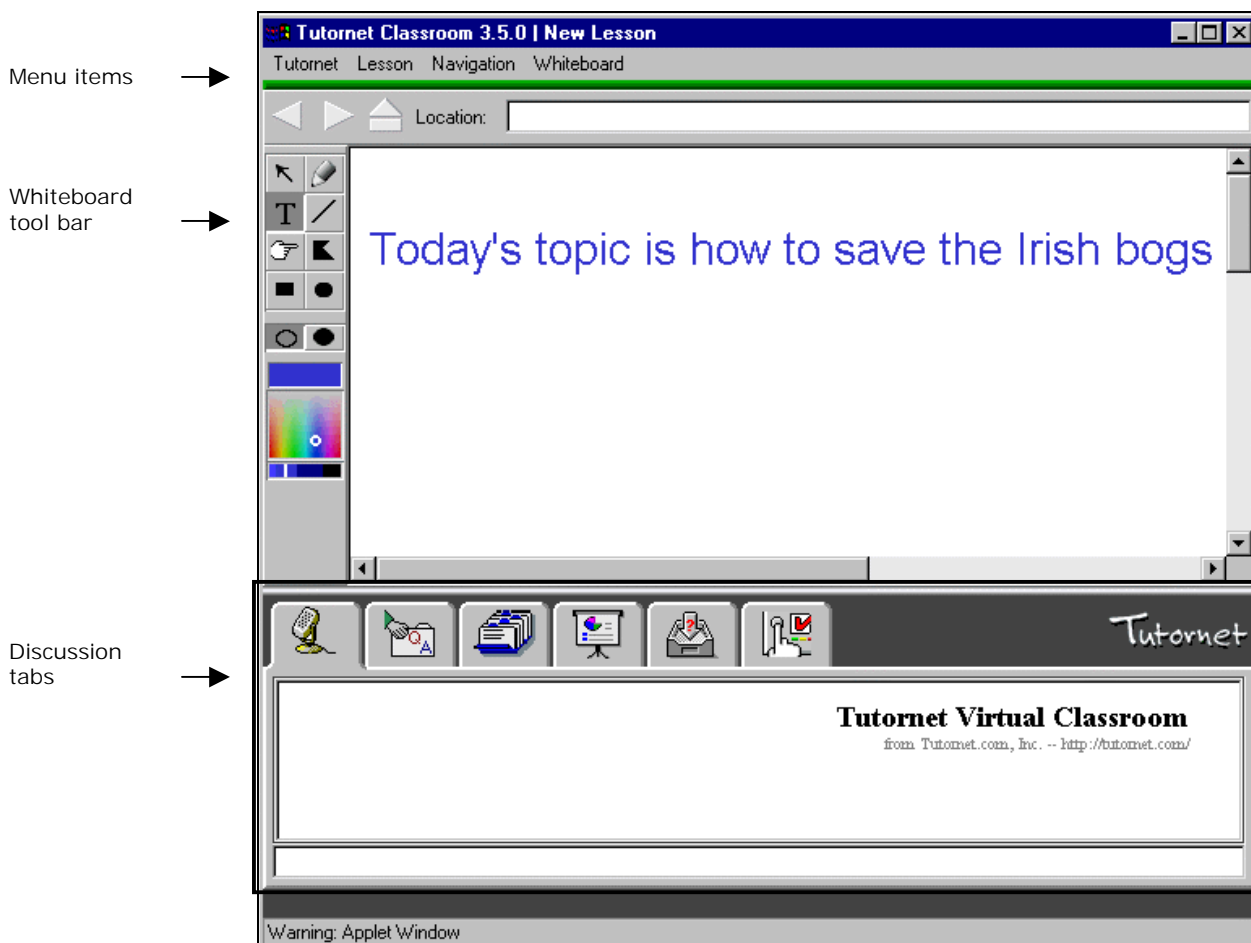 Tutornet Classroom 3.5.0 | New Lesson
Menu items
Tutornet Lesson Navigation Whiteboard
Location:
Whiteboard
tool bar
T
Today's topic is how to save the Irish bogs
Q A
?
Tutornet
Discussion
tabs
Tutornet Virtual Classroom
from Tutornet.com, Inc. -- http://tutornet.com/
Warning: Applet Window